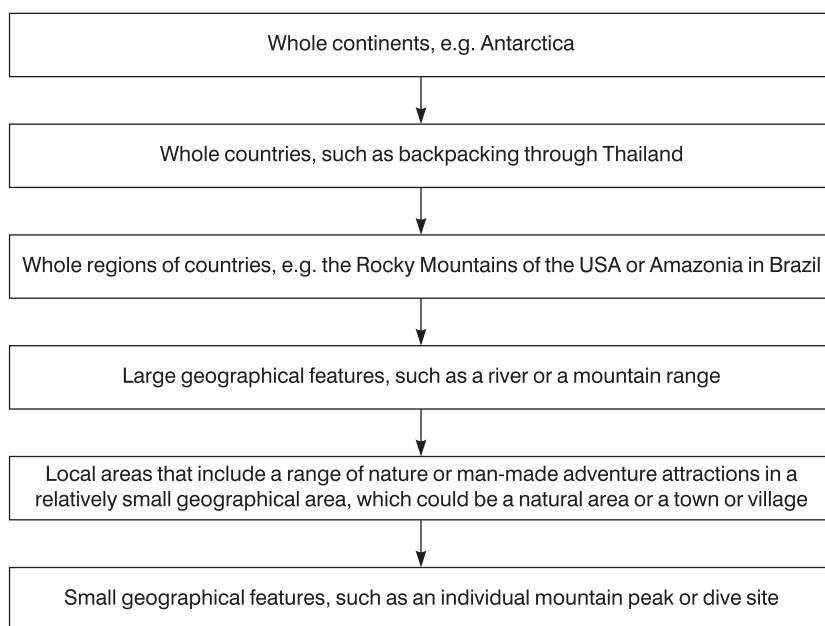 Whole continents, e.g. Antarctica
Whole countries, such as backpacking through Thailand
Whole regions of countries, e.g. the Rocky Mountains of the USA or Amazonia in Brazil
Large geographical features, such as a river or a mountain range
Local areas that include a range of nature or man-made adventure attractions in a
relatively small geographical area, which could be a natural area or a town or village
Small geographical features, such as an individual mountain peak or dive site